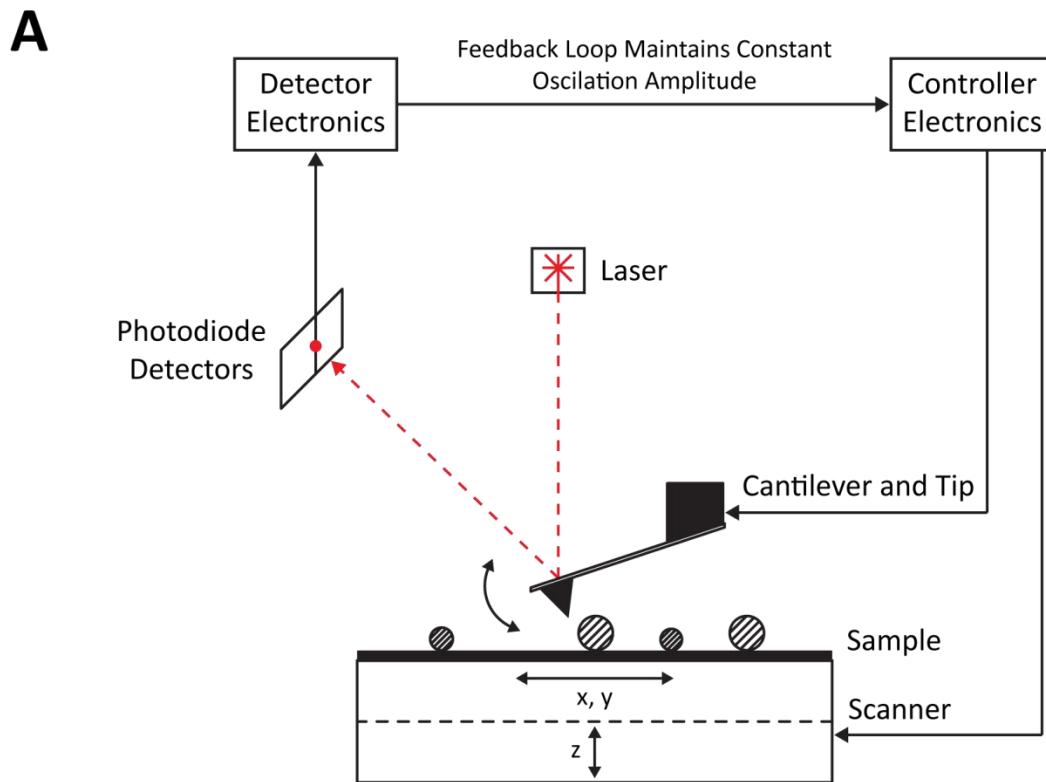 A
Feedback Loop Maintains Constant
Oscilation Amplitude
Detector
Electronics
Controller
Electronics
Laser
Photodiode
Detectors
Cantilever and Tip
Sample
x, y
Scanner
z